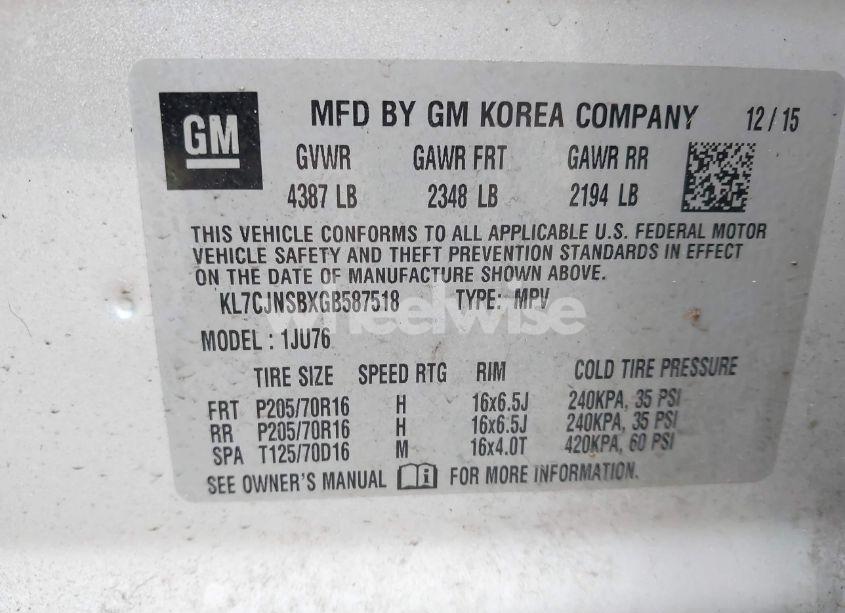 GM
MFD BY GM KOREA COMPANY 12 / 15
GVWR GAWR FRT GAWR RR
4387 LB 2348 LB 2194 LB
THIS VEHICLE CONFORMS TO ALL APPLICABLE U.S. FEDERAL MOTOR
VEHICLE SAFETY AND THEFT PREVENTION STANDARDS IN EFFECT
ON THE DATE OF MANUFACTURE SHOWN ABOVE.
KL7CJNSBXGB587518 TYPE: MPV
wheelwise
MODEL : 1JU76
TIRE SIZE SPEED RTG RIM COLD TIRE PRESSURE
FRT P205/70R16 H 16x6.5J 240KPA, 35 PSI
RR P205/70R16 H 16x6.5J 240KPA, 35 PSI
SPA T125/70D16 M 16x4.0T 420KPA, 60 PSI
SEE OWNER'S MANUAL i FOR MORE INFORMATION.